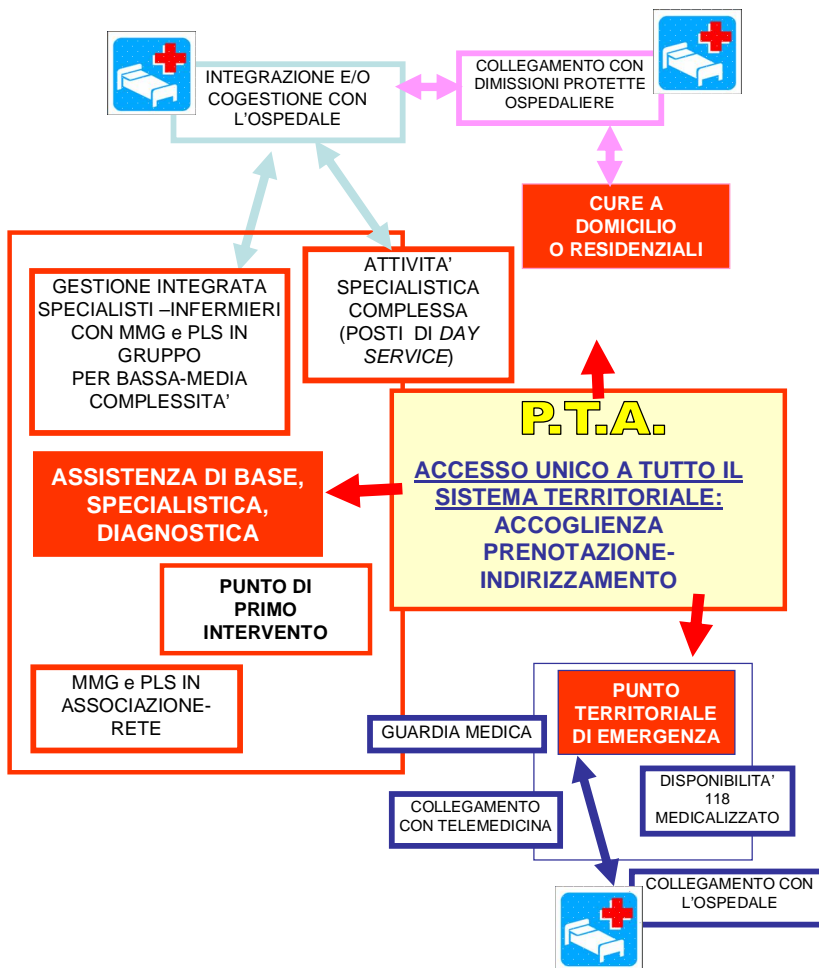 INTEGRAZIONE E/O
COGESTIONE CON
L'OSPEDALE
COLLEGAMENTO CON
DIMISSIONI PROTETTE
OSPEDALIERE
CURE A
DOMICILIO
O RESIDENZIALI
GESTIONE INTEGRATA
SPECIALISTI –INFERMIERI
CON MMG e PLS IN
GRUPPO
PER BASSA-MEDIA
COMPLESSITA'
ATTIVITA'
SPECIALISTICA
COMPLESSA
(POSTI DI DAY
SERVICE)
P.T.A.
ACCESSO UNICO A TUTTO IL
SISTEMA TERRITORIALE:
ACCOGLIENZA
PRENOTAZIONE-
INDIRIZZAMENTO
ASSISTENZA DI BASE,
SPECIALISTICA,
DIAGNOSTICA
PUNTO DI
PRIMO
INTERVENTO
MMG e PLS IN
ASSOCIAZIONE-
RETE
PUNTO
TERRITORIALE
DI EMERGENZA
GUARDIA MEDICA
COLLEGAMENTO
CON TELEMEDICINA
DISPONIBILITA'
118
MEDICALIZZATO
COLLEGAMENTO CON
L'OSPEDALE